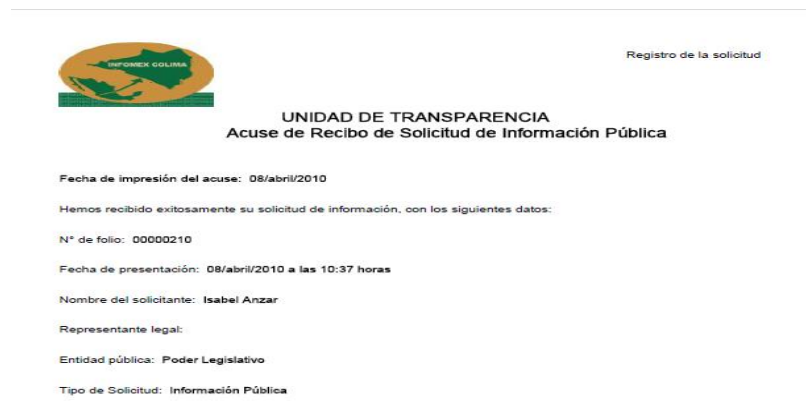 INFOMEX COLIMA
Registro de la solicitud
UNIDAD DE TRANSPARENCIA
Acuse de Recibo de Solicitud de Información Pública
Fecha de impresión del acuse: 08/abril/2010
Hemos recibido exitosamente su solicitud de información, con los siguientes datos:
N° de folio: 00000210
Fecha de presentación: 08/abril/2010 a las 10:37 horas
Nombre del solicitante: Isabel Anzar
Representante legal:
Entidad pública: Poder Legislativo
Tipo de Solicitud: Información Pública